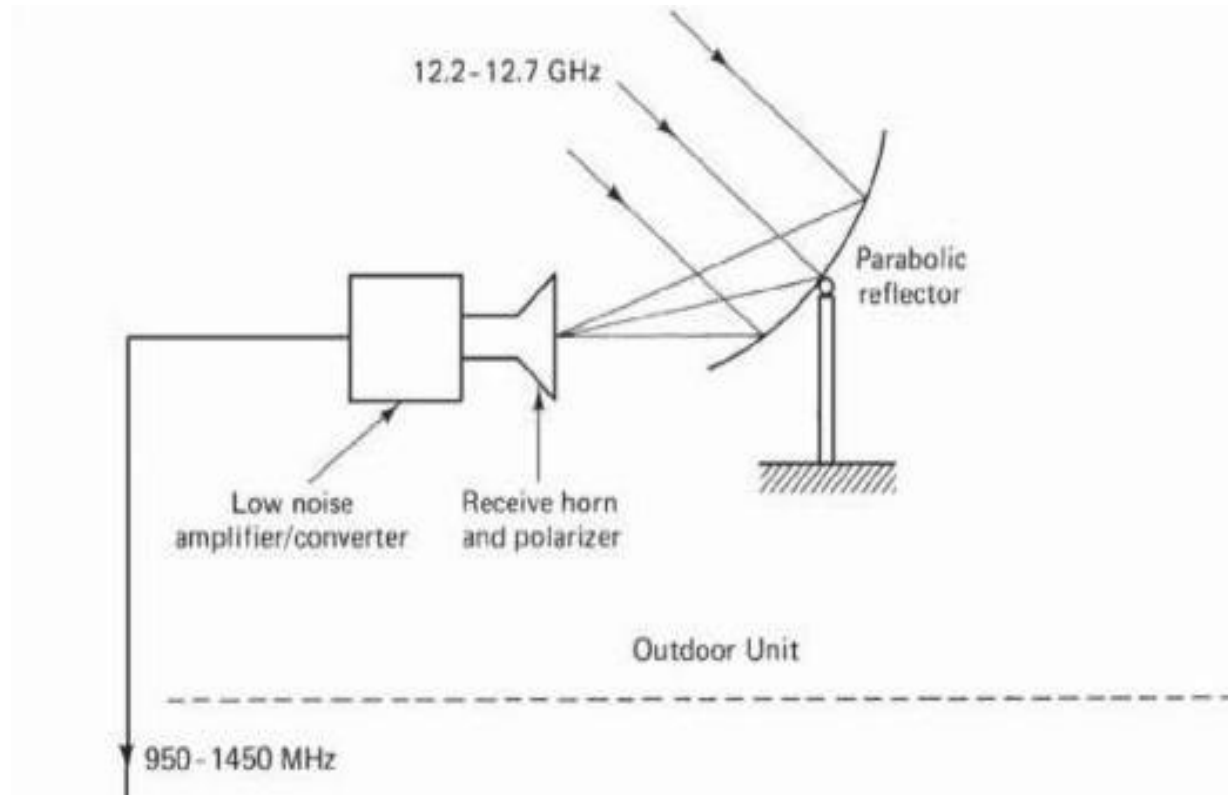 12.2-12.7 GHz
Parabolic
reflector
Low noise
amplifier/converter
Receive horn
and polarizer
Outdoor Unit
950-1450 MHz